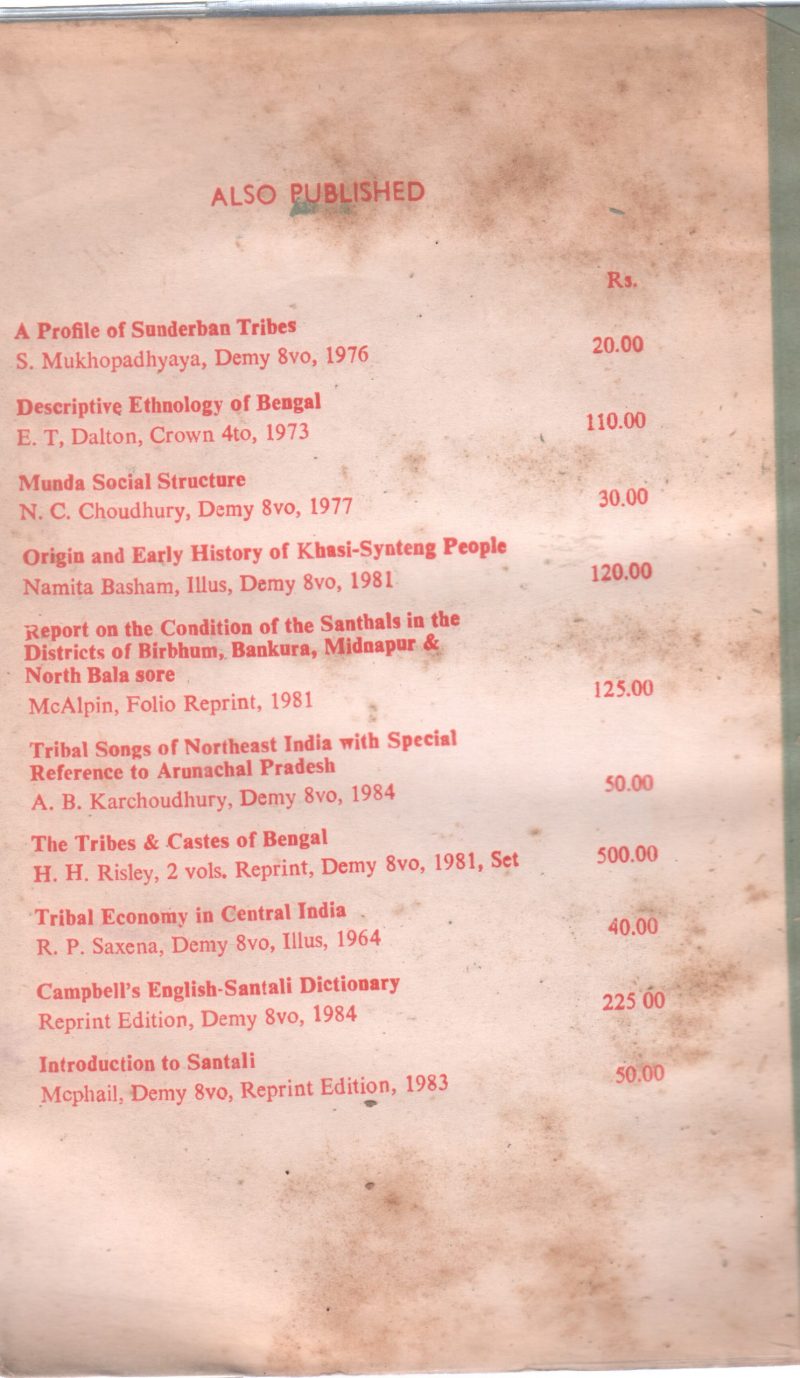 ALSO PUBLISHED
Rs.
A Profile of Sunderban Tribes
S. Mukhopadhyaya, Demy 8vo, 1976 20.00
Descriptive Ethnology of Bengal
E. T, Dalton, Crown 4to, 1973 110.00
Munda Social Structure
N. C. Choudhury, Demy 8vo, 1977 30.00
Origin and Early History of Khasi-Synteng People
Namita Basham, Illus, Demy 8vo, 1981 120.00
Report on the Condition of the Santhals in the
Districts of Birbhum, Bankura, Midnapur &
North Bala sore
McAlpin, Folio Reprint, 1981 125.00
Tribal Songs of Northeast India with Special
Reference to Arunachal Pradesh
A. B. Karchoudhury, Demy 8vo, 1984 50.00
The Tribes & Castes of Bengal
H. H. Risley, 2 vols. Reprint, Demy 8vo, 1981, Set 500.00
Tribal Economy in Central India
R. P. Saxena, Demy 8vo, Illus, 1964 40.00
Campbell's English-Santali Dictionary
Reprint Edition, Demy 8vo, 1984 225 00
Introduction to Santali
Mcphail, Demy 8vo, Reprint Edition, 1983 50.00